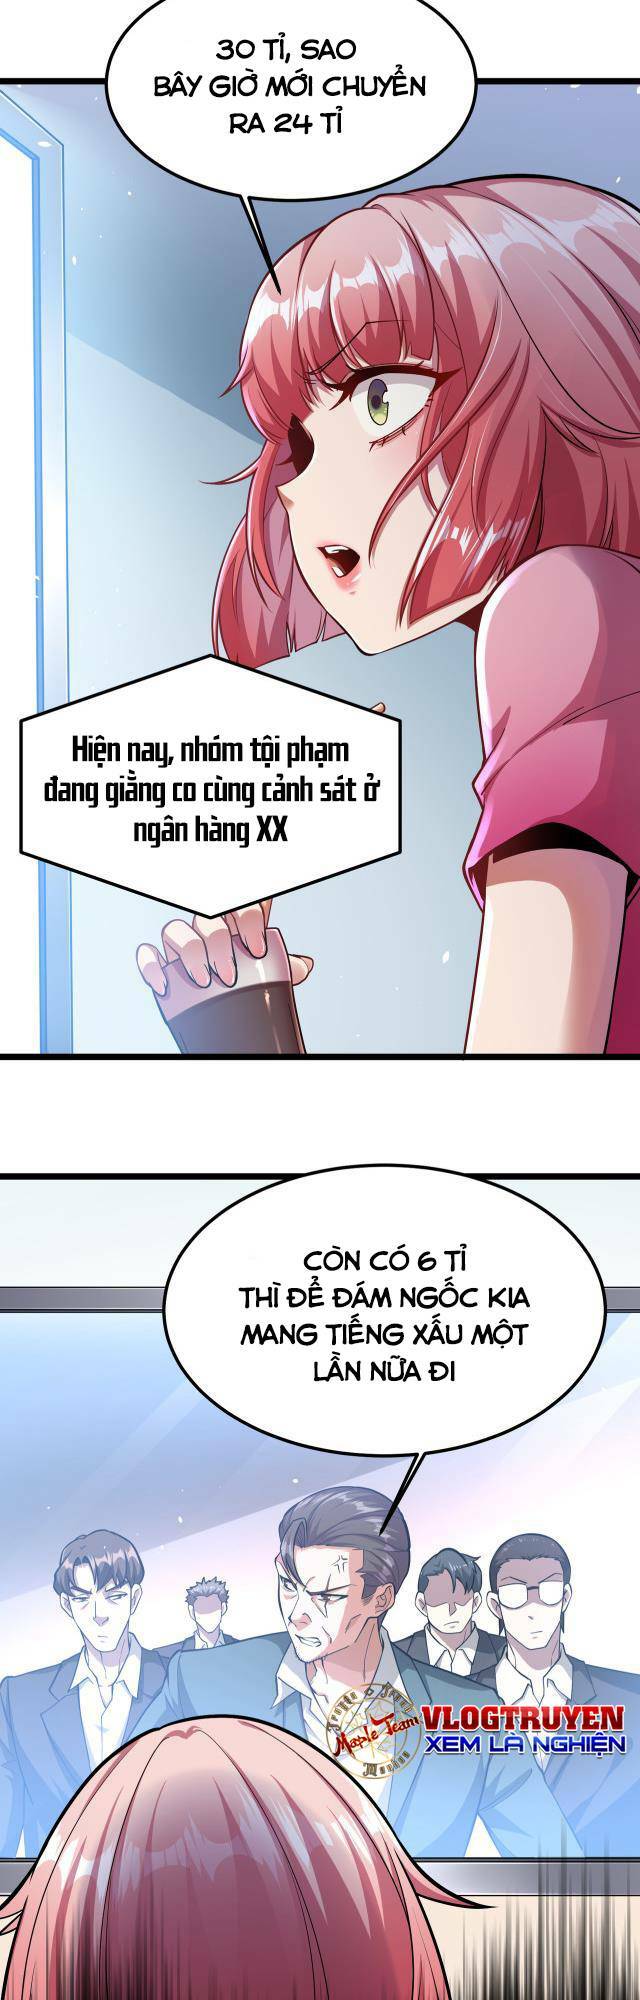 30 TỈ, SAO
BÂY GIỜ MỚI CHUYỂN
RA 24 TỈ
Hiện nay, nhóm tội phạm
đang giằng co cùng cảnh sát ở
ngân hàng XX
CÒN CÓ 6 TỈ
THÌ ĐỂ ĐÁM NGỐC KIA
MANG TIẾNG XẤU MỘT
LẦN NỮA ĐI
Maple Team
VLOGTRUYEN
XEM LÀ NGHIỆN